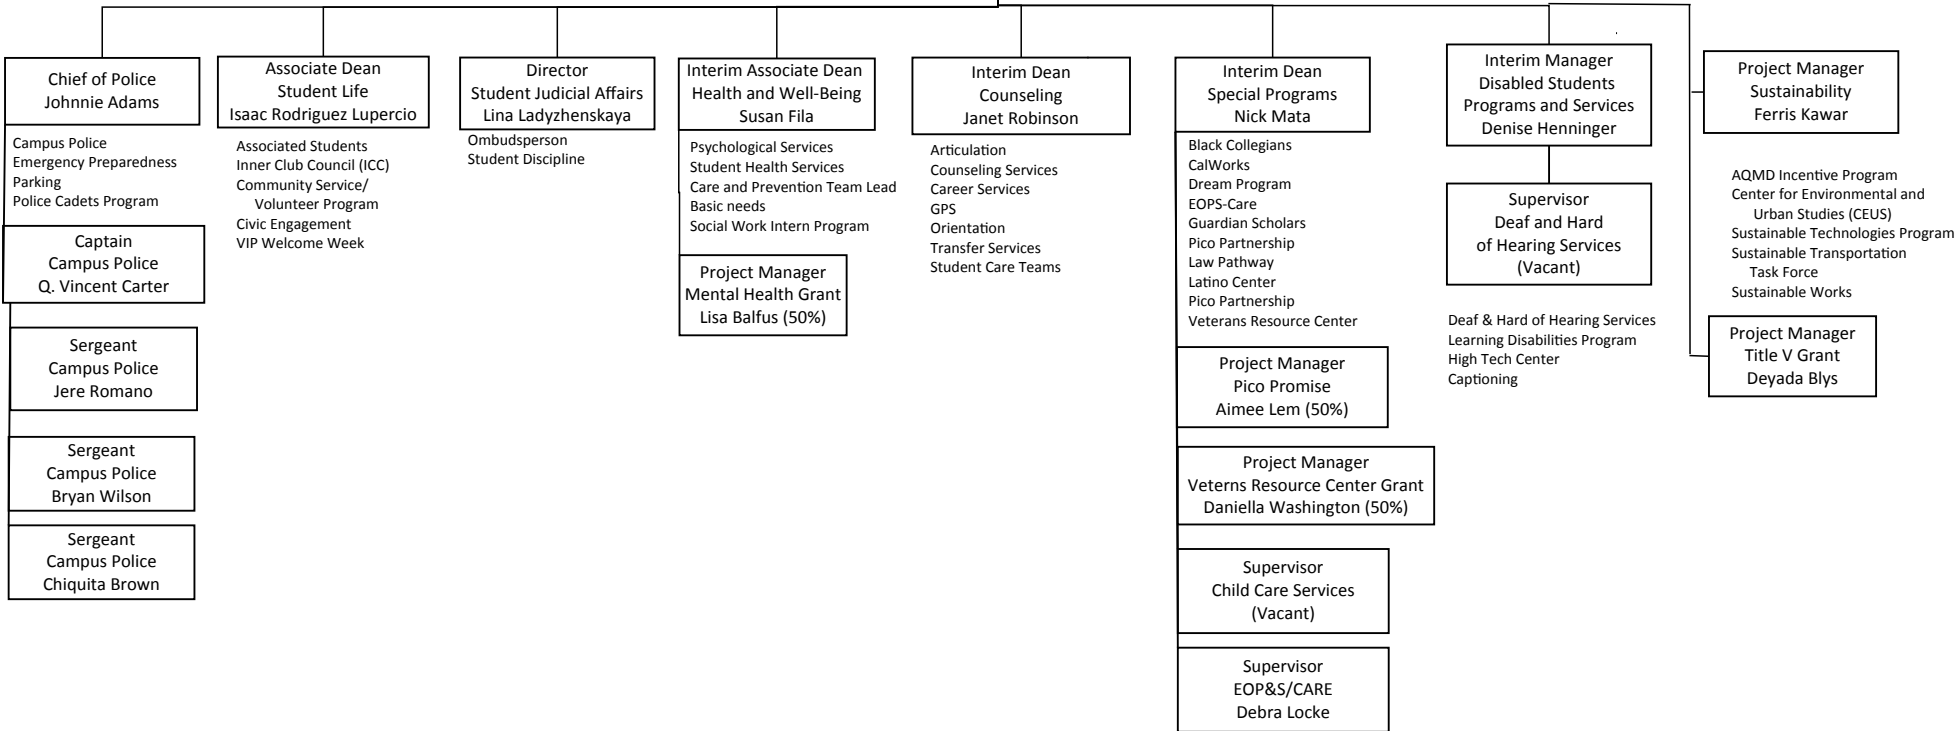 Chief of Police
Johnnie Adams
Campus Police
Emergency Preparedness
Parking
Police Cadets Program
Captain
Campus Police
Q. Vincent Carter
Sergeant
Campus Police
Jere Romano
Sergeant
Campus Police
Bryan Wilson
Sergeant
Campus Police
Chiquita Brown
Associate Dean
Student Life
Isaac Rodriguez Lupercio
Associated Students
Inner Club Council (ICC)
Community Service/
Volunteer Program
Civic Engagement
VIP Welcome Week
Director
Student Judicial Affairs
Lina Ladyzhenskaya
Ombudsperson
Student Discipline
Interim Associate Dean
Health and Well-Being
Susan Fila
Psychological Services
Student Health Services
Care and Prevention Team Lead
Basic needs
Social Work Intern Program
Project Manager
Mental Health Grant
Lisa Balfus (50%)
Interim Dean
Counseling
Janet Robinson
Articulation
Counseling Services
Career Services
GPS
Orientation
Transfer Services
Student Care Teams
Interim Dean
Special Programs
Nick Mata
Black Collegians
CalWorks
Dream Program
EOPS-Care
Guardian Scholars
Pico Partnership
Law Pathway
Latino Center
Pico Partnership
Veterans Resource Center
Project Manager
Pico Promise
Aimee Lem (50%)
Project Manager
Veterns Resource Center Grant
Daniella Washington (50%)
Supervisor
Child Care Services
(Vacant)
Supervisor
EOP&S/CARE
Debra Locke
Interim Manager
Disabled Students
Programs and Services
Denise Henninger
Supervisor
Deaf and Hard
of Hearing Services
(Vacant)
Deaf & Hard of Hearing Services
Learning Disabilities Program
High Tech Center
Captioning
Project Manager
Sustainability
Ferris Kawar
AQMD Incentive Program
Center for Environmental and
Urban Studies (CEUS)
Sustainable Technologies Program
Sustainable Transportation
Task Force
Sustainable Works
Project Manager
Title V Grant
Deyada Blys